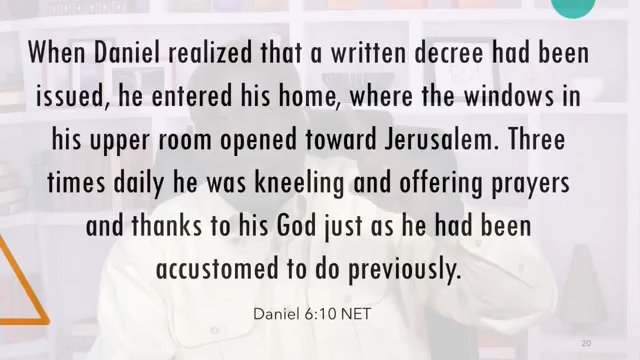 When Daniel realized that a written decree had been
issued, he entered his home, where the windows in
his upper room opened toward Jerusalem. Three
times daily he was kneeling and offering prayers
and thanks to his God just as he had been
accustomed to do previously.
Daniel 6:10 NET
20